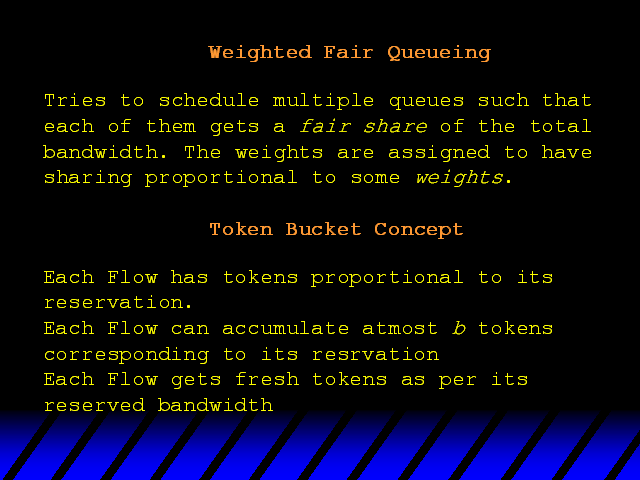 Weighted Fair Queueing
Tries to schedule multiple queues such that
each of them gets a fair share of the total
bandwidth. The weights are assigned to have
sharing proportional to some weights.
Token Bucket Concept
Each Flow has tokens proportional to its
reservation.
Each Flow can accumulate atmost b tokens
corresponding to its resrvation
Each Flow gets fresh tokens as per its
reserved bandwidth